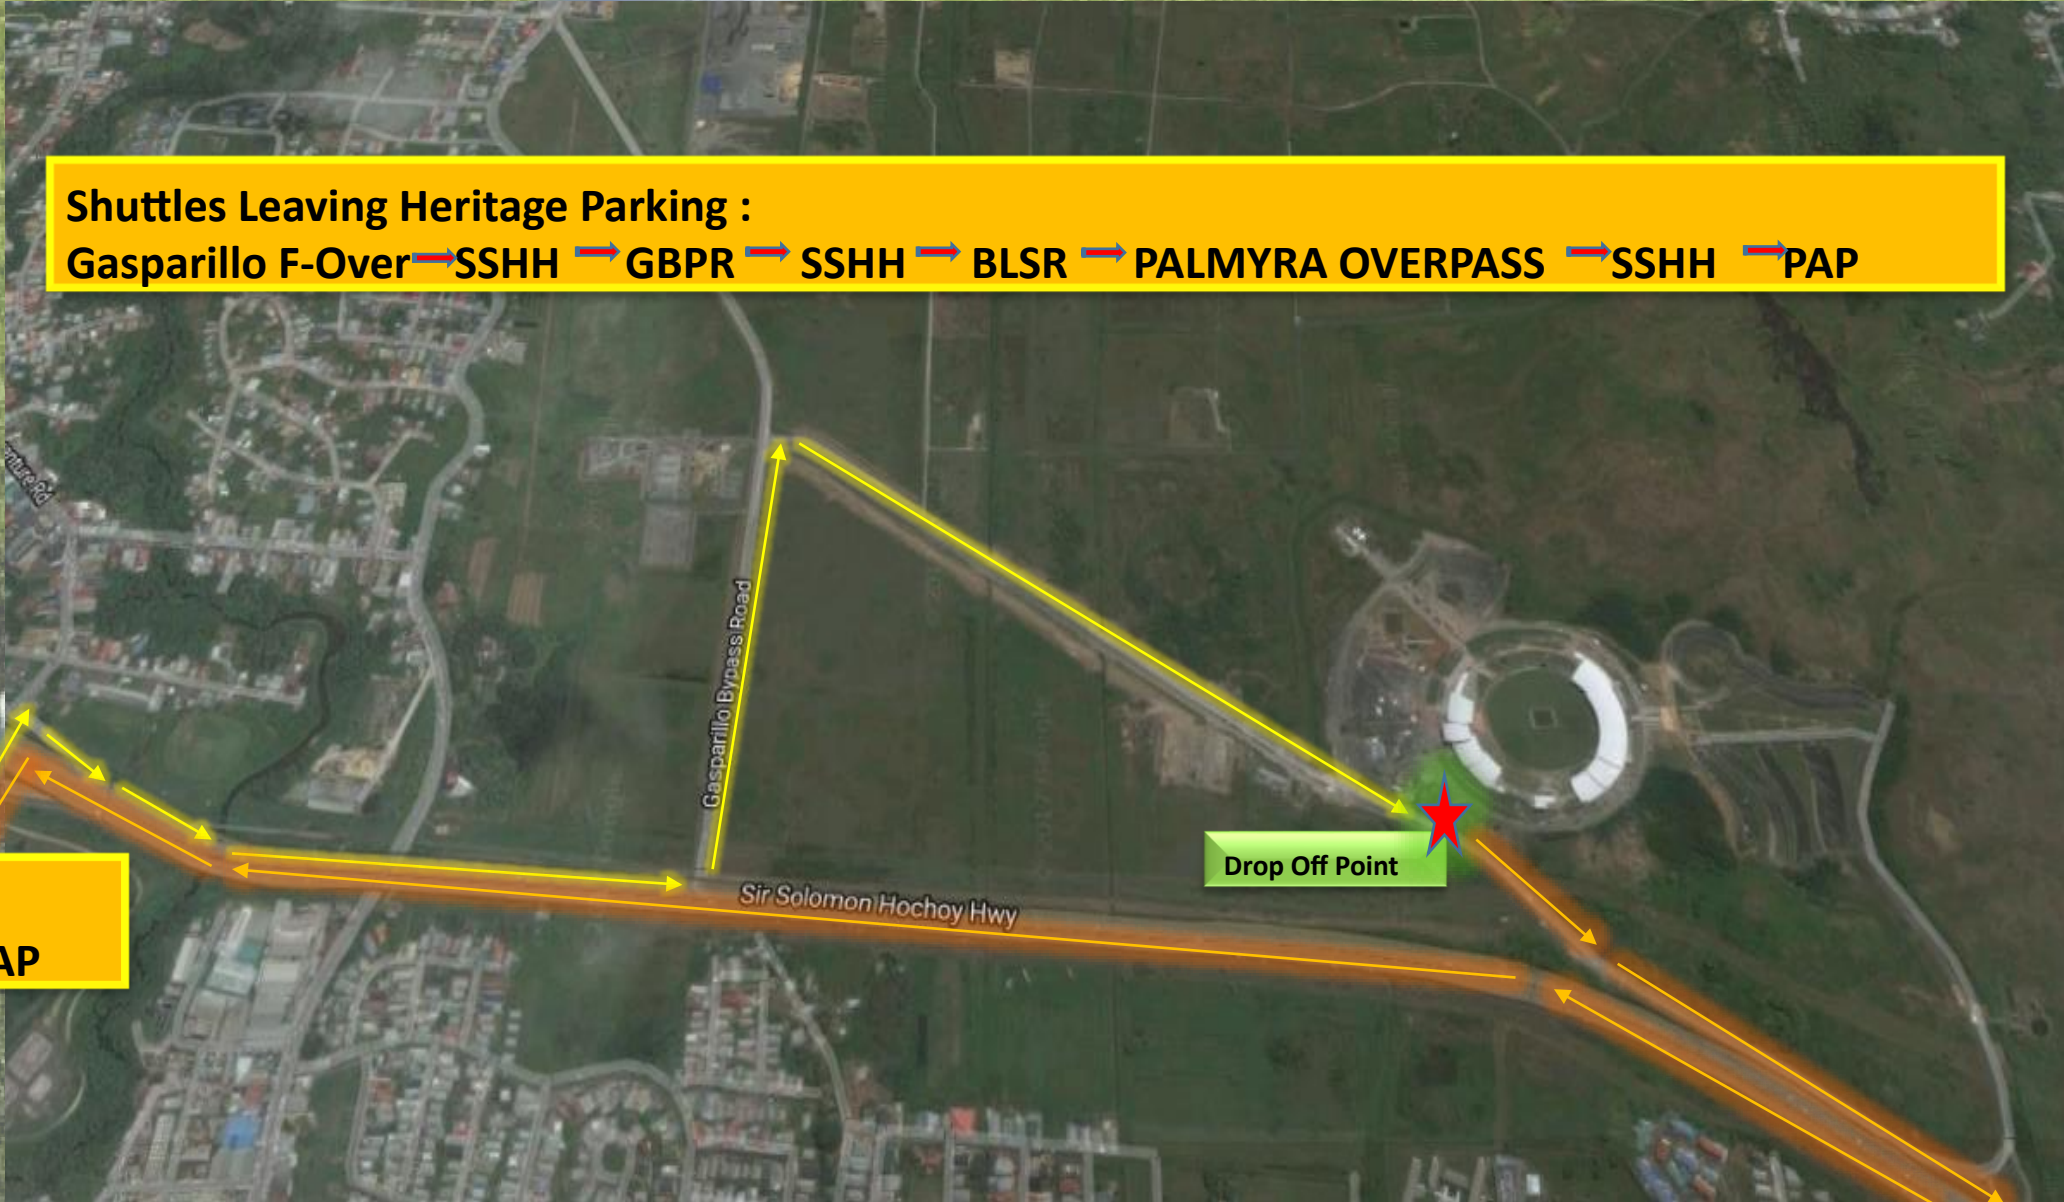 Shuttles Leaving Heritage Parking :
Gasparillo F-Over SSHH GBPR SSHH BLSR PALMYRA OVERPASS SSHH PAP
Gasparillo Bypass Road
Drop Off Point
Sir Solomon Hochoy Hwy
AP